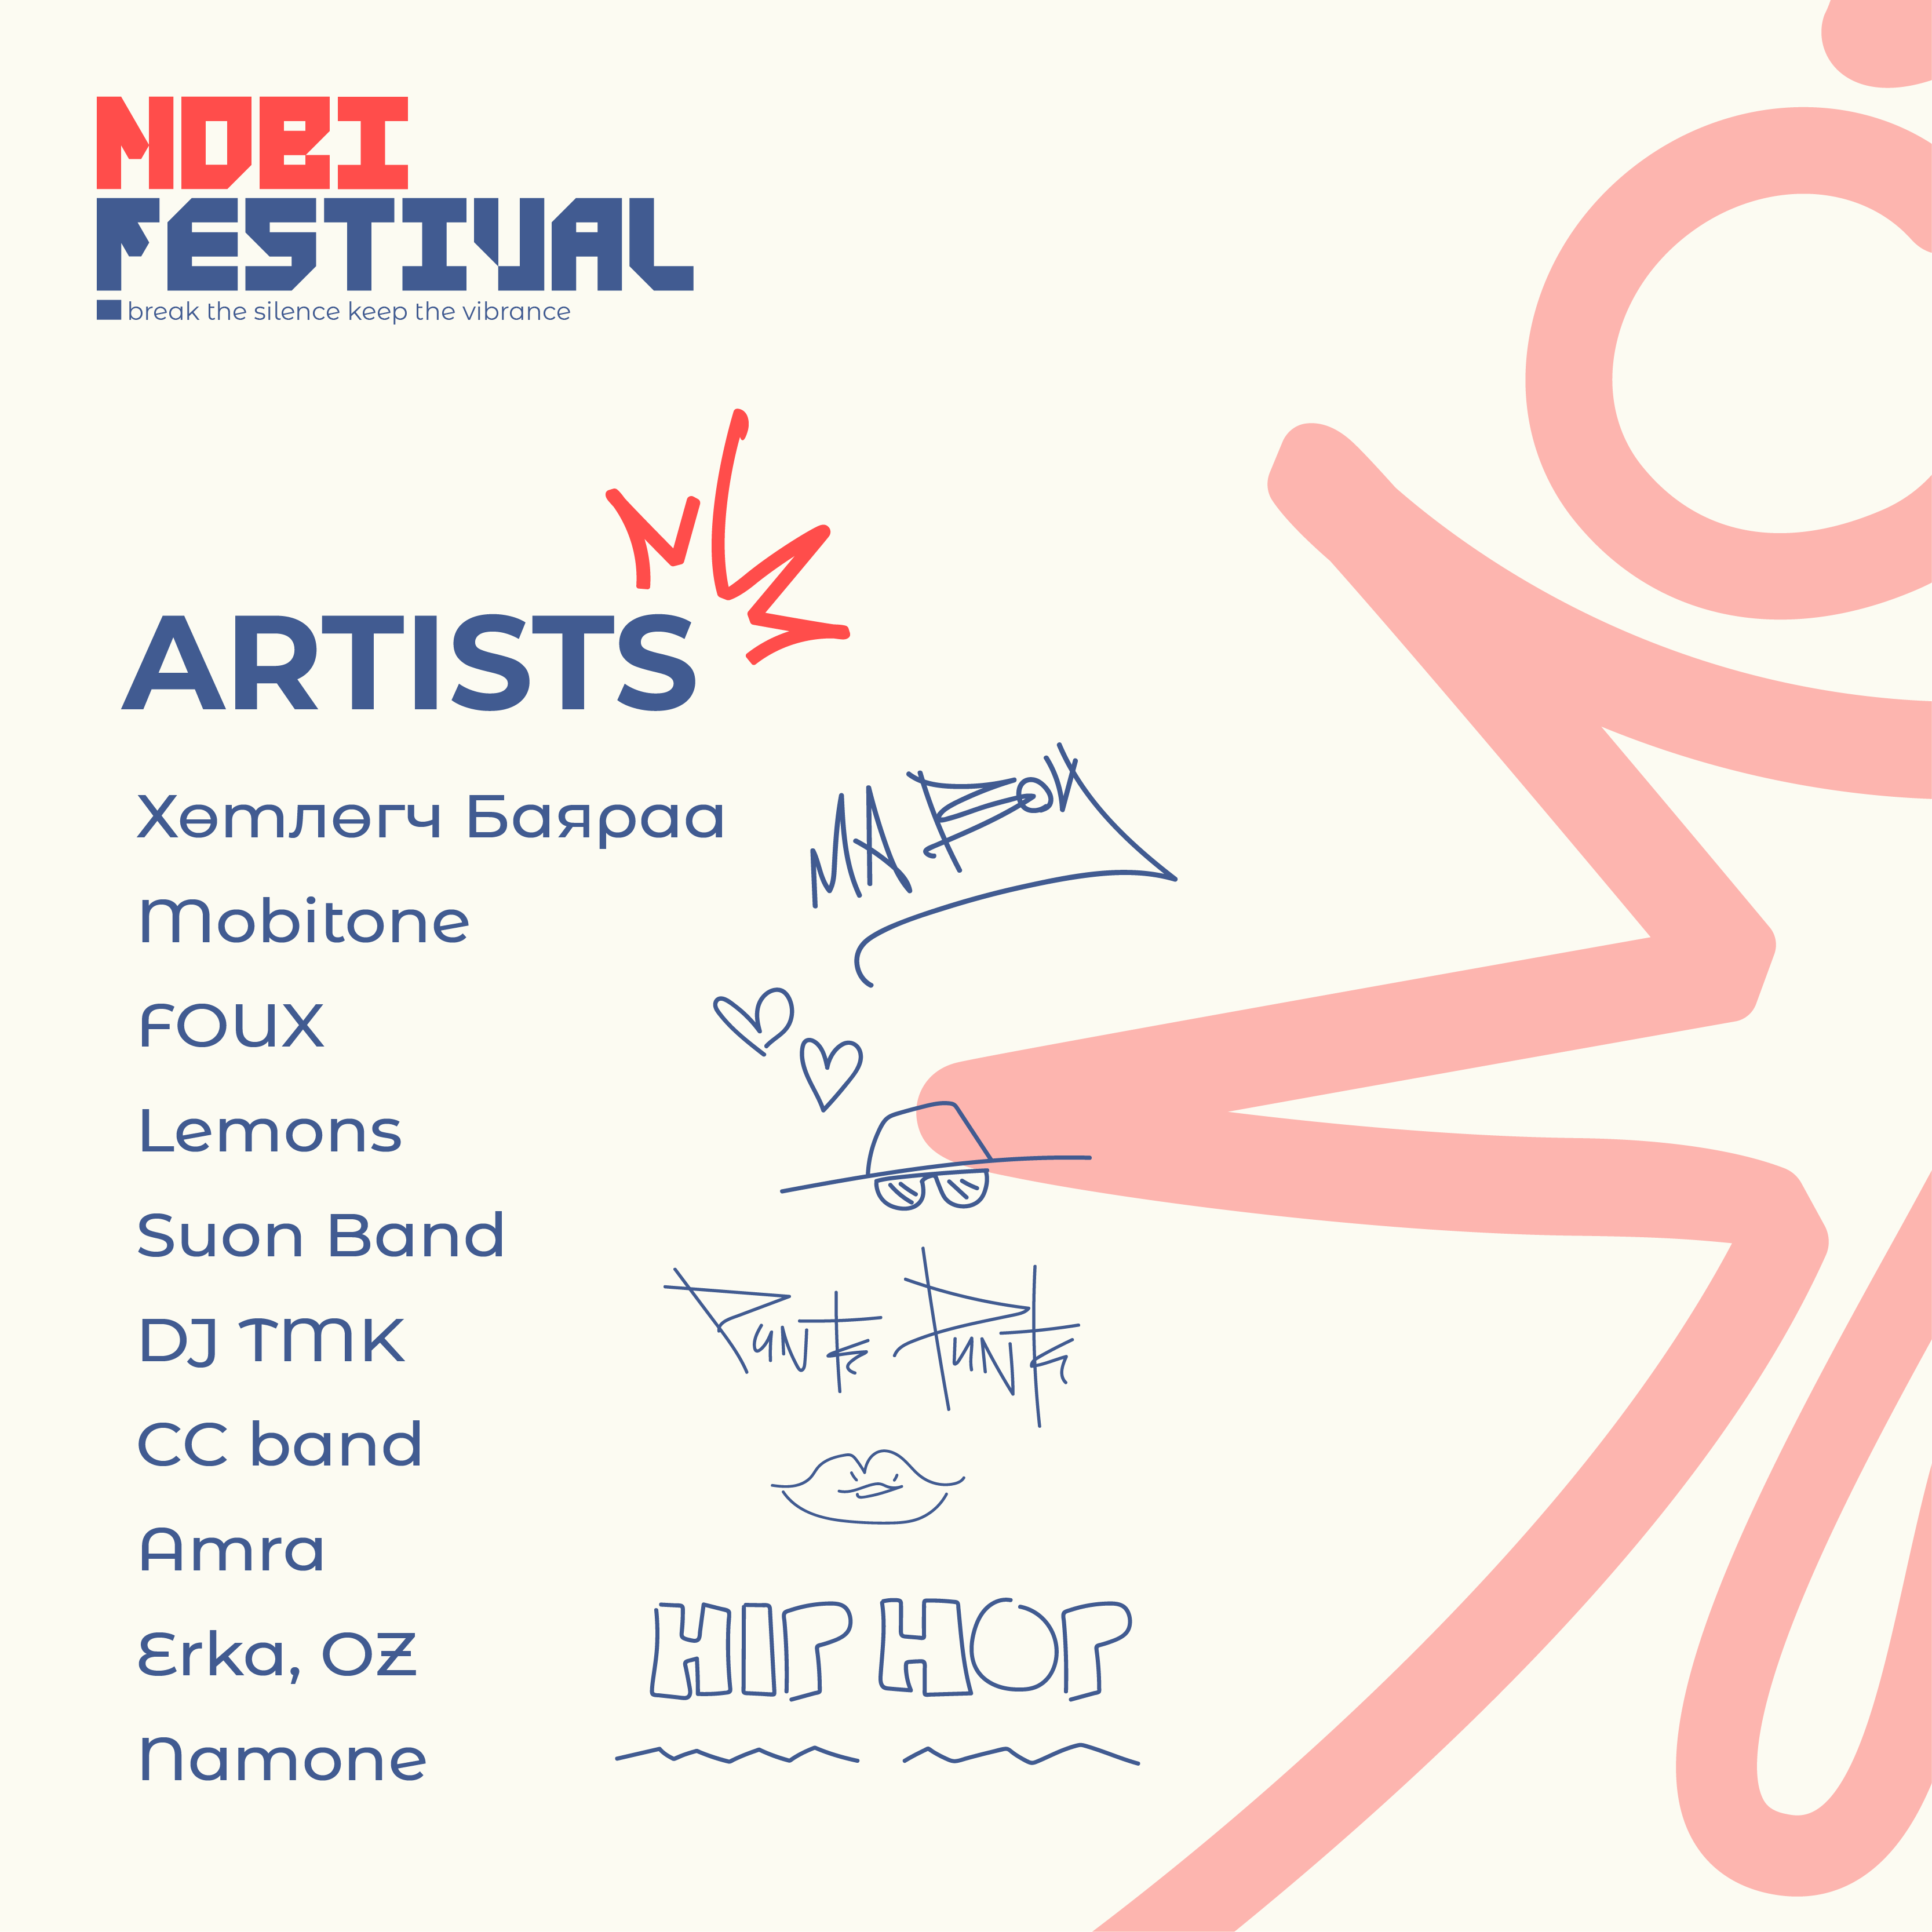 MOBI
FESTIVAL
break the silence keep the vibrance
ARTISTS
Хөтлөгч Баяраа
Mobitone
FOUX
Lemons
Suon Band
DJ TMK
CC band
Amra
Erka, OZ
Namone
HIP HOP